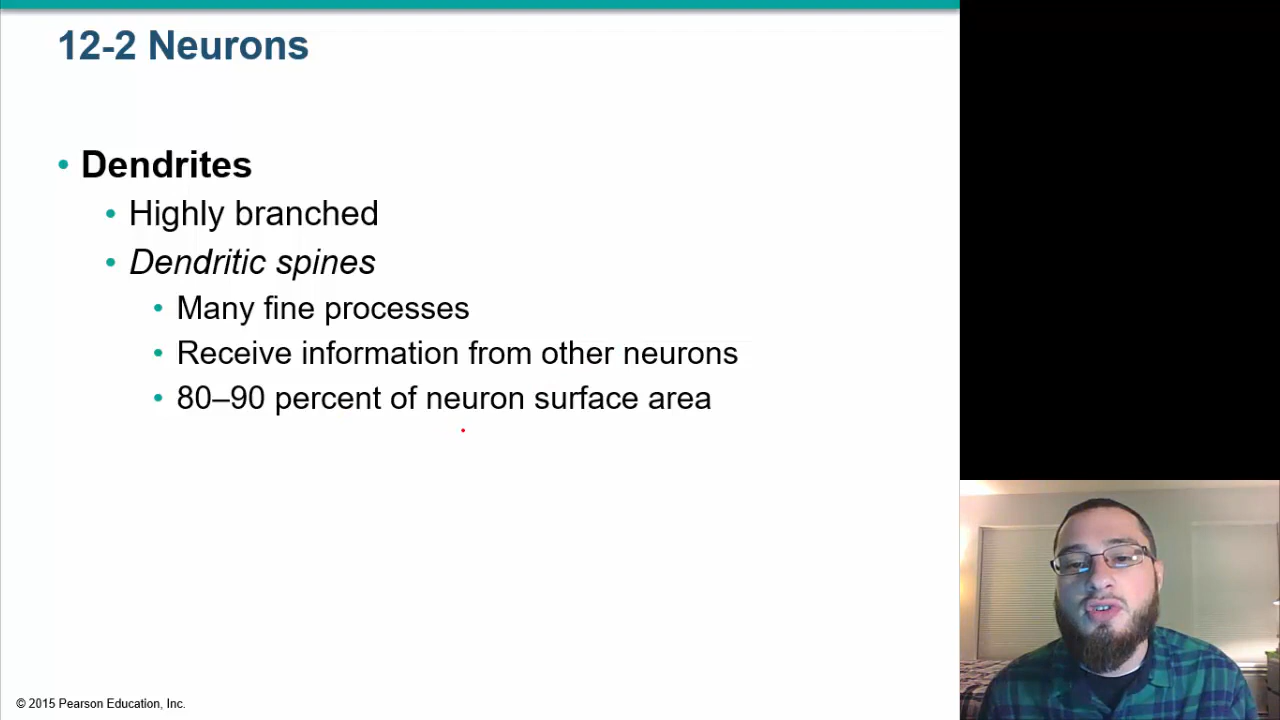 12-2 Neurons
• Dendrites
• Highly branched
• Dendritic spines
• Many fine processes
• Receive information from other neurons
• 80–90 percent of neuron surface area
© 2015 Pearson Education, Inc.